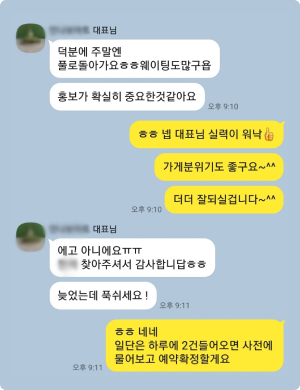 대표님
덕분에 주말엔
풀로돌아가요ㅎㅎ웨이팅도많구욤
홍보가 확실히 중요한것같아요
오후 9:10
ㅎㅎ 넵 대표님 실력이 워낙👍
가게분위기도 좋구요~^^
더더 잘되실겁니다~^^
오후 9:10
대표님
에고 아니에요ㅠㅠ
찾아주셔서 감사합니답ㅎㅎ
늦었는데 푹쉬세요 !
오후 9:11
ㅎㅎ 네네
일단은 하루에 2건들어오면 사전에
물어보고 예약확정할게요
오후 9:11